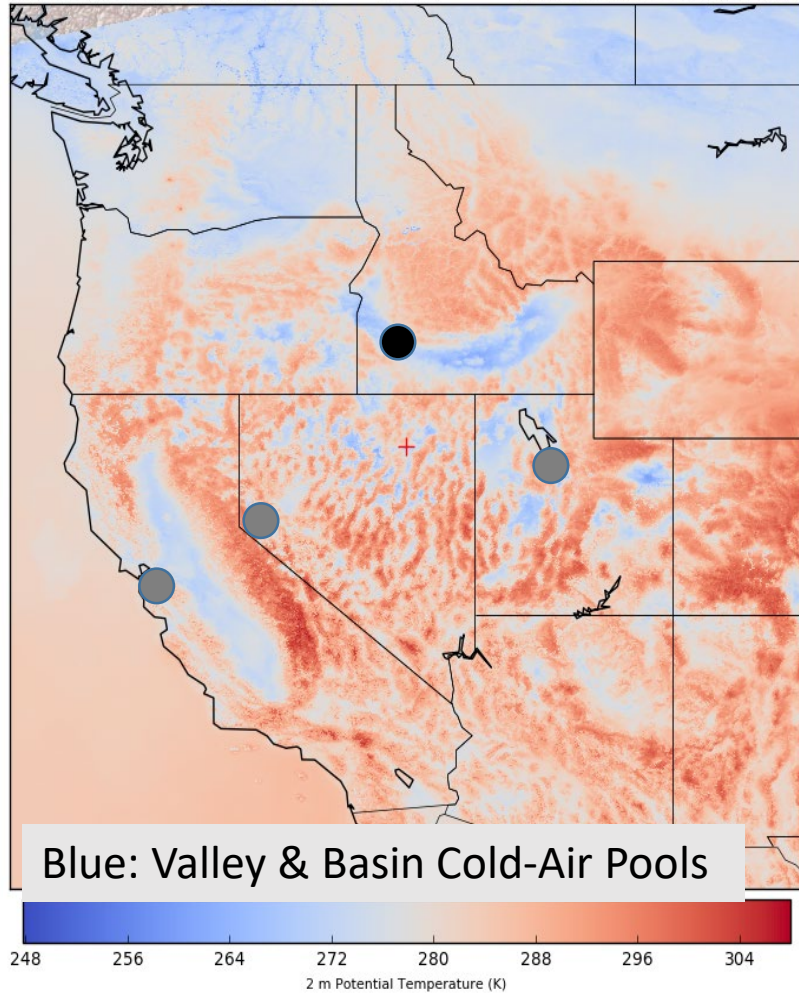 Blue: Valley & Basin Cold-Air Pools
248 256 264 272 280 288 296 304
2 m Potential Temperature (K)